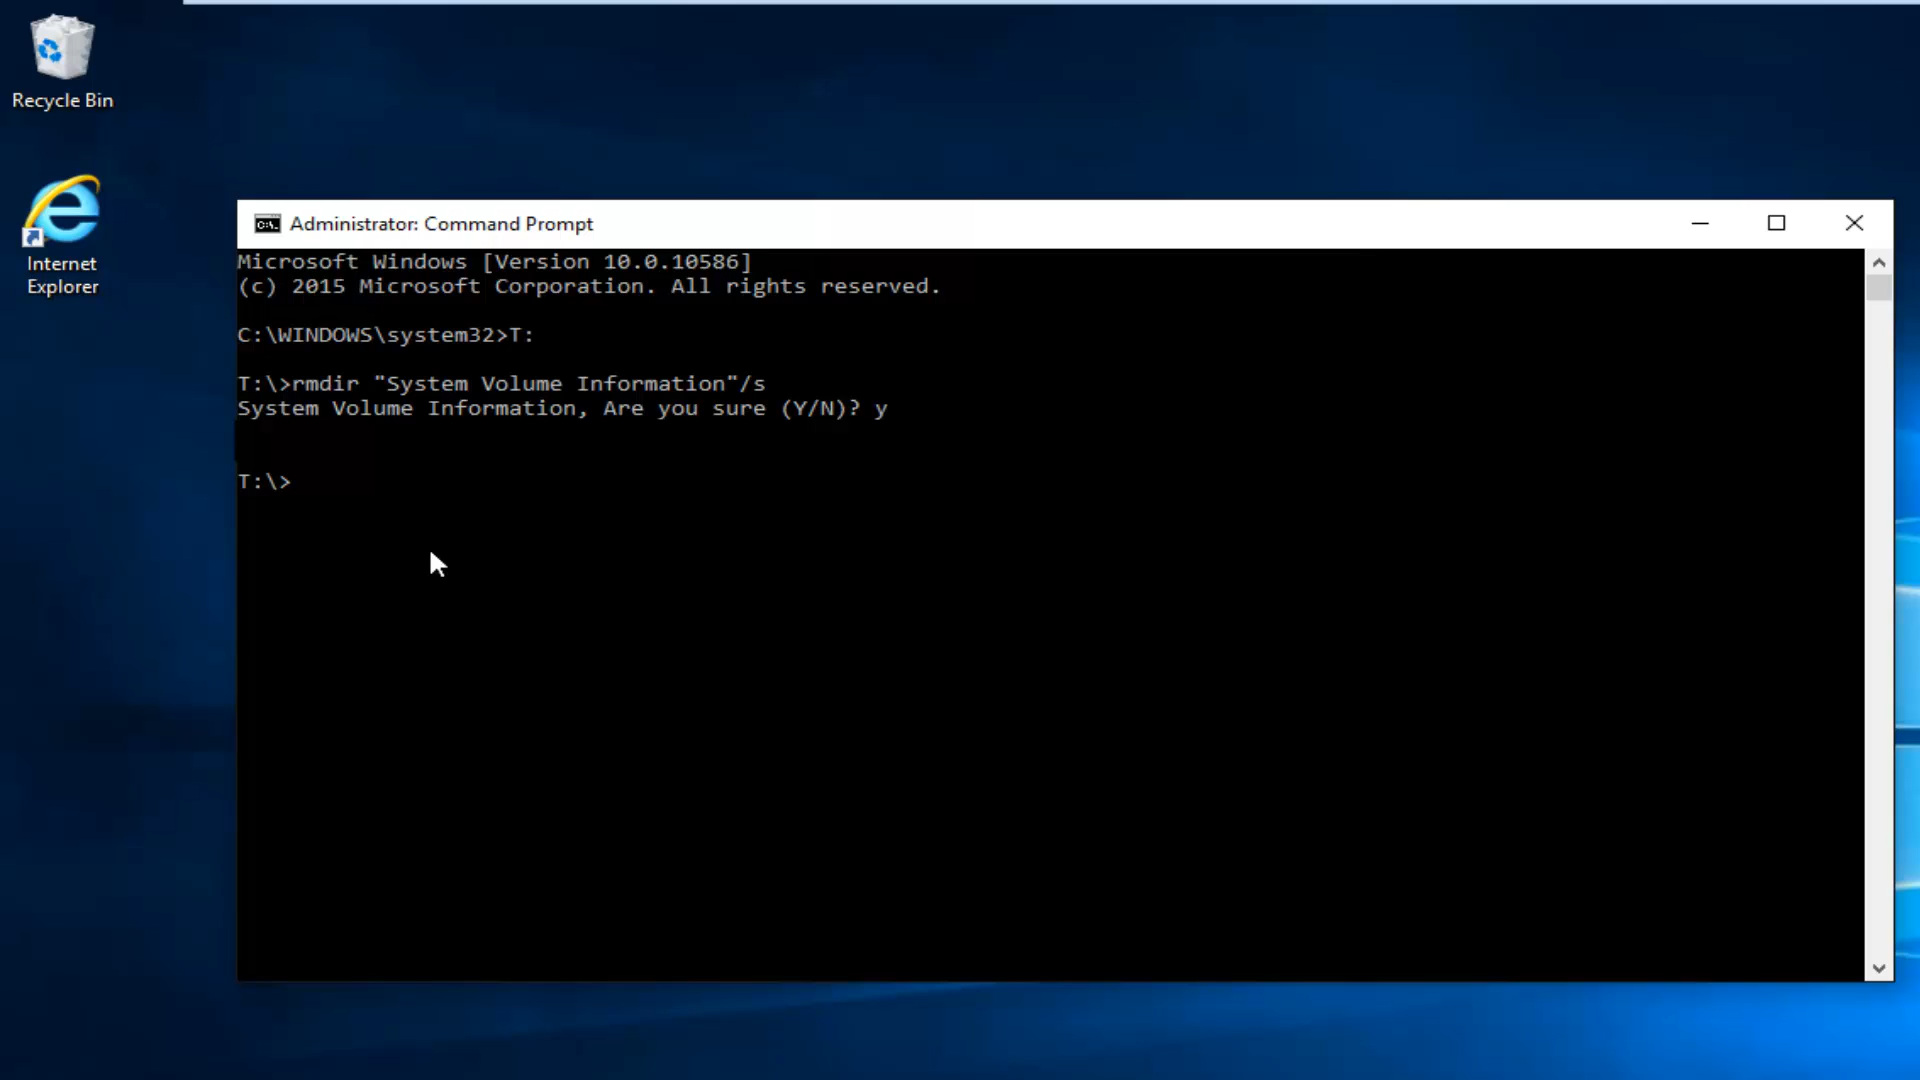 Recycle Bin
Internet
Explorer
Administrator: Command Prompt
Microsoft Windows [Version 10.0.10586]
(c) 2015 Microsoft Corporation. All rights reserved.
C:\WINDOWS\system32>T:
T:\>rmdir "System Volume Information"/s
System Volume Information, Are you sure (Y/N)? y
T:\>